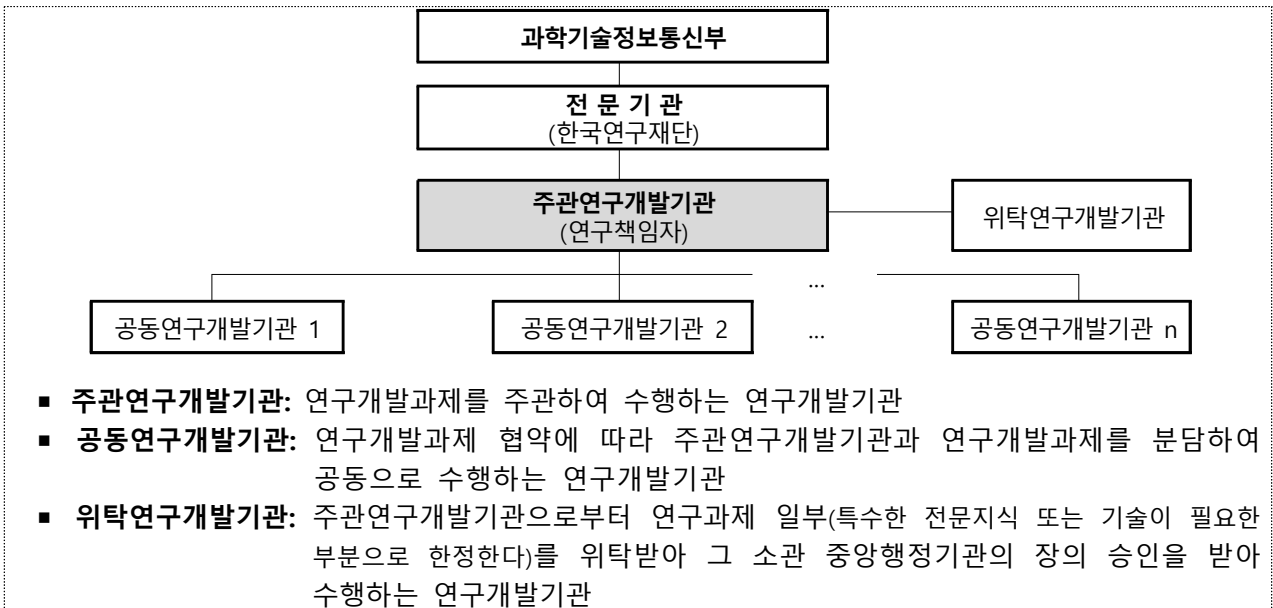 과학기술정보통신부
전 문 기 관
(한국연구재단)
주관연구개발기관
(연구책임자)
위탁연구개발기관
...
공동연구개발기관 1
공동연구개발기관 2
...
공동연구개발기관 n
▪ 주관연구개발기관: 연구개발과제를 주관하여 수행하는 연구개발기관
▪ 공동연구개발기관: 연구개발과제 협약에 따라 주관연구개발기관과 연구개발과제를 분담하여
공동으로 수행하는 연구개발기관
▪ 위탁연구개발기관: 주관연구개발기관으로부터 연구과제 일부(특수한 전문지식 또는 기술이 필요한
부분으로 한정한다)를 위탁받아 그 소관 중앙행정기관의 장의 승인을 받아
수행하는 연구개발기관